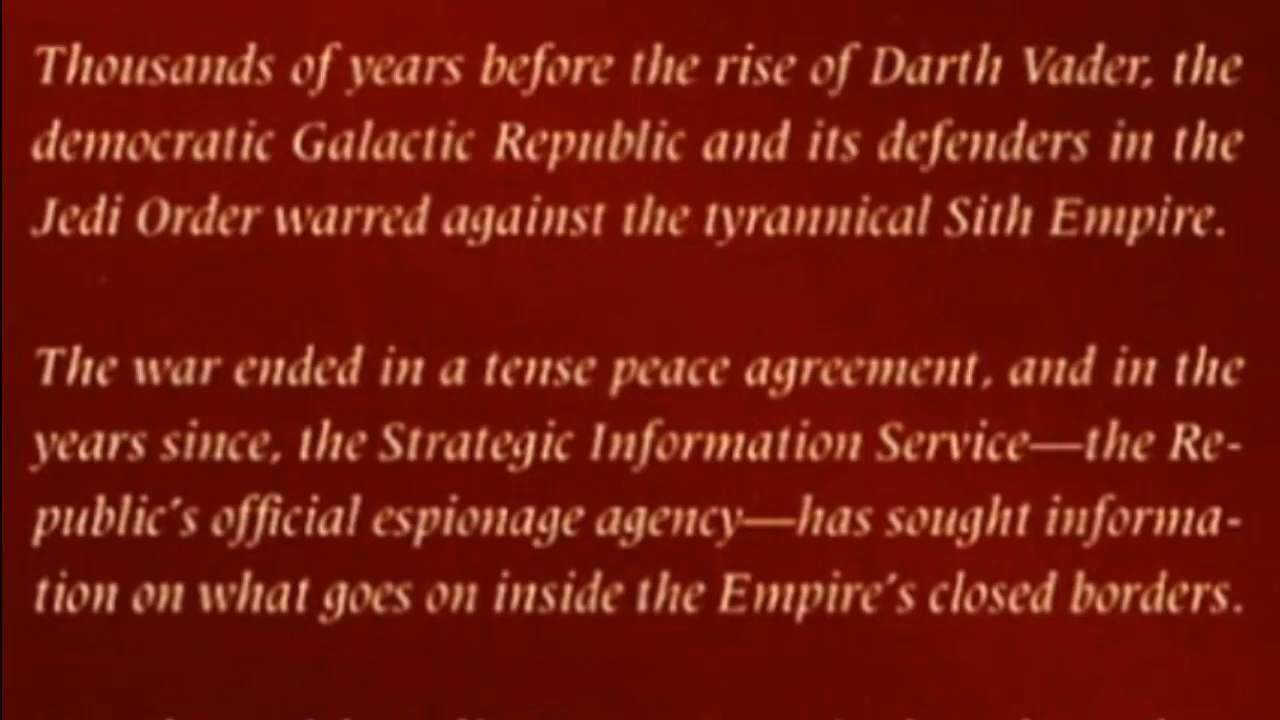 Thousands of years before the rise of Darth Vader, the
democratic Galactic Republic and its defenders in the
Jedi Order warred against the tyrannical Sith Empire.
The war ended in a tense peace agreement, and in the
years since, the Strategic Information Service—the Re-
public's official espionage agency—has sought informa-
tion on what goes on inside the Empire's closed borders.